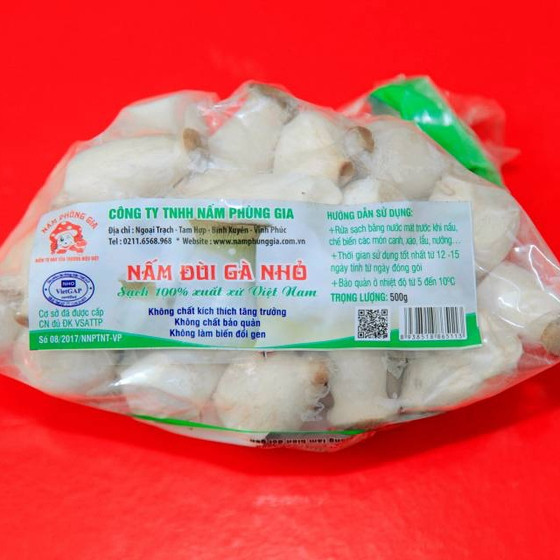 NẤM PHÙNG GIA
CÔNG TY TNHH NẤM PHÙNG GIA
Địa chỉ : Ngoại Trạch - Tam Hợp - Bình Xuyên - Vĩnh Phúc
Tel : 0211.6568.968 * Website : www.namphunggia.com.vn
NẤM ĐÙI GÀ NHỎ
Sạch 100% xuất xứ Việt Nam
Không chất kích thích tăng trưởng
Không chất bảo quản
Không làm biến đổi gen
NHO
VietGAP
Cơ sở đã được cấp
CN đủ ĐK VSATTP
Số 08/2017/NNPTNT-VP
HƯỚNG DẪN SỬ DỤNG:
+Rửa sạch bằng nước mát trước khi nấu,
chế biến các món canh, xào, lẩu, nướng...
+Thời gian sử dụng tốt nhất từ 12 -15
ngày tính từ ngày đóng gói
+Bảo quản ở nhiệt độ từ 5 đến 10ºC
TRỌNG LƯỢNG: 500g